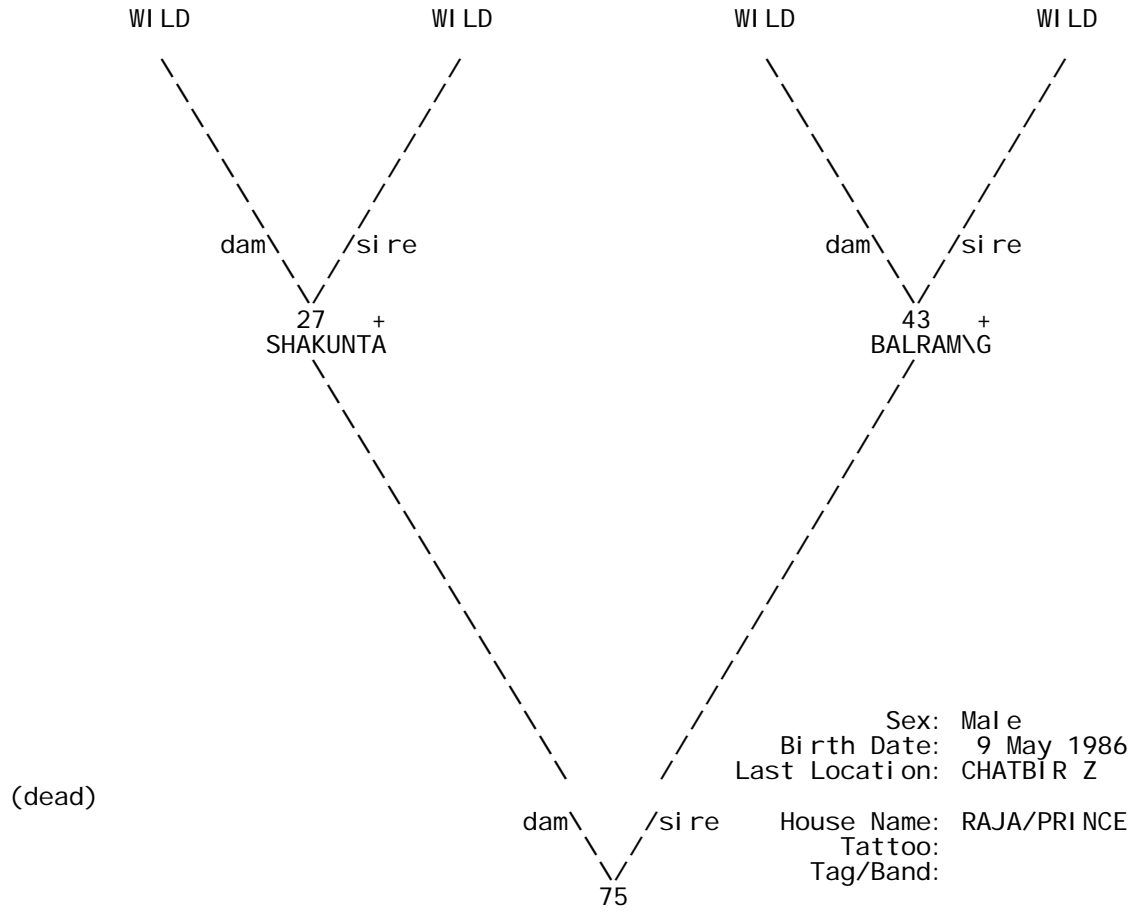 WILD WILD WILD WILD
dam sire dam sire
27 + 43 +
SHAKUNTA BALRAM\G
Sex: Male
Birth Date: 9 May 1986
Last Location: CHATBIR Z
(dead)
dam sire House Name: RAJA/PRINCE
Tattoo:
Tag/Band:
75